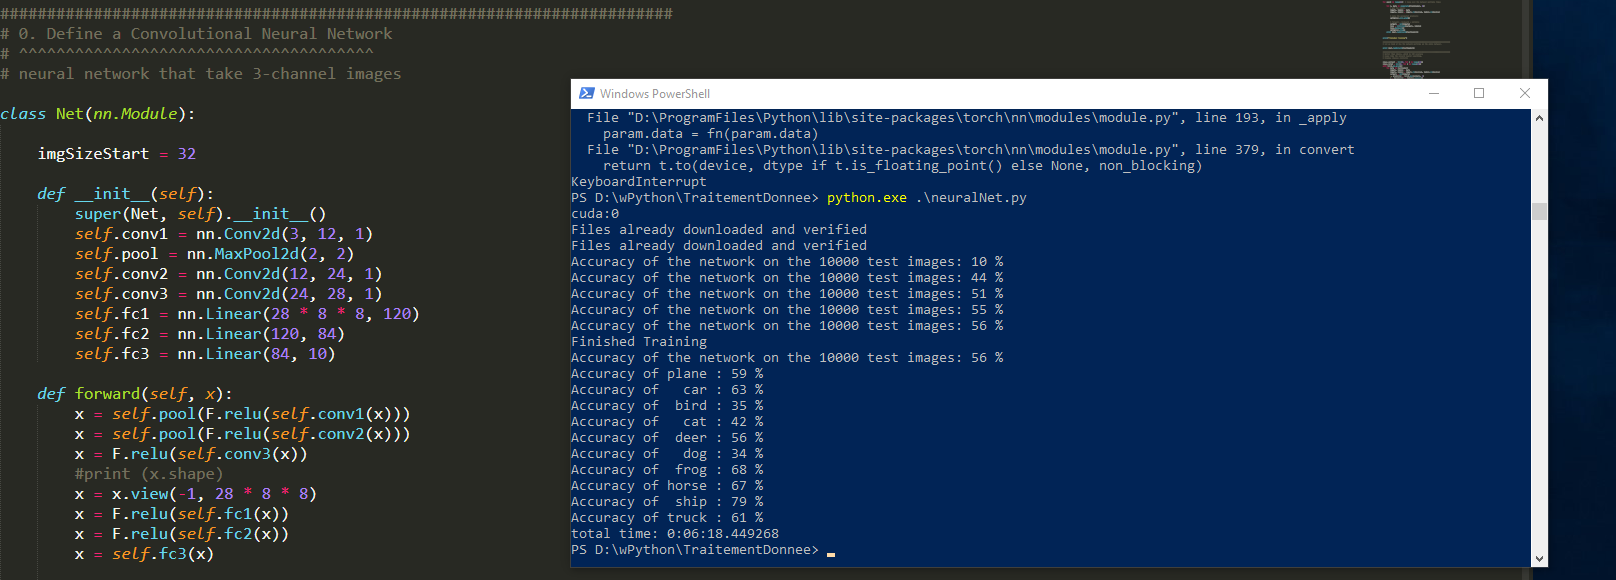 ########################################################################
# 0. Define a Convolutional Neural Network
# ^^^^^^^^^^^^^^^^^^^^^^^^^^^^^^^^^^^^^^
# neural network that take 3-channel images
class Net(nn.Module):
imgSizeStart = 32
def __init__(self):
super(Net, self).__init__()
self.conv1 = nn.Conv2d(3, 12, 1)
self.pool = nn.MaxPool2d(2, 2)
self.conv2 = nn.Conv2d(12, 24, 1)
self.conv3 = nn.Conv2d(24, 28, 1)
self.fc1 = nn.Linear(28 * 8 * 8, 120)
self.fc2 = nn.Linear(120, 84)
self.fc3 = nn.Linear(84, 10)
def forward(self, x):
x = self.pool(F.relu(self.conv1(x)))
x = self.pool(F.relu(self.conv2(x)))
x = F.relu(self.conv3(x))
#print (x.shape)
x = x.view(-1, 28 * 8 * 8)
x = F.relu(self.fc1(x))
x = F.relu(self.fc2(x))
x = self.fc3(x)
Windows PowerShell
File "D:\ProgramFiles\Python\lib\site-packages\torch\nn\modules\module.py", line 193, in _apply
param.data = fn(param.data)
File "D:\ProgramFiles\Python\lib\site-packages\torch\nn\modules\module.py", line 379, in convert
return t.to(device, dtype if t.is_floating_point() else None, non_blocking)
KeyboardInterrupt
PS D:\wPython\TraitementDonnee> python.exe .\neuralNet.py
cuda:0
Files already downloaded and verified
Files already downloaded and verified
Accuracy of the network on the 10000 test images: 10 %
Accuracy of the network on the 10000 test images: 44 %
Accuracy of the network on the 10000 test images: 51 %
Accuracy of the network on the 10000 test images: 55 %
Accuracy of the network on the 10000 test images: 56 %
Finished Training
Accuracy of the network on the 10000 test images: 56 %
Accuracy of plane : 59 %
Accuracy of   car : 63 %
Accuracy of  bird : 35 %
Accuracy of   cat : 42 %
Accuracy of  deer : 56 %
Accuracy of   dog : 34 %
Accuracy of  frog : 68 %
Accuracy of horse : 67 %
Accuracy of  ship : 79 %
Accuracy of truck : 61 %
total time: 0:06:18.449268
PS D:\wPython\TraitementDonnee>